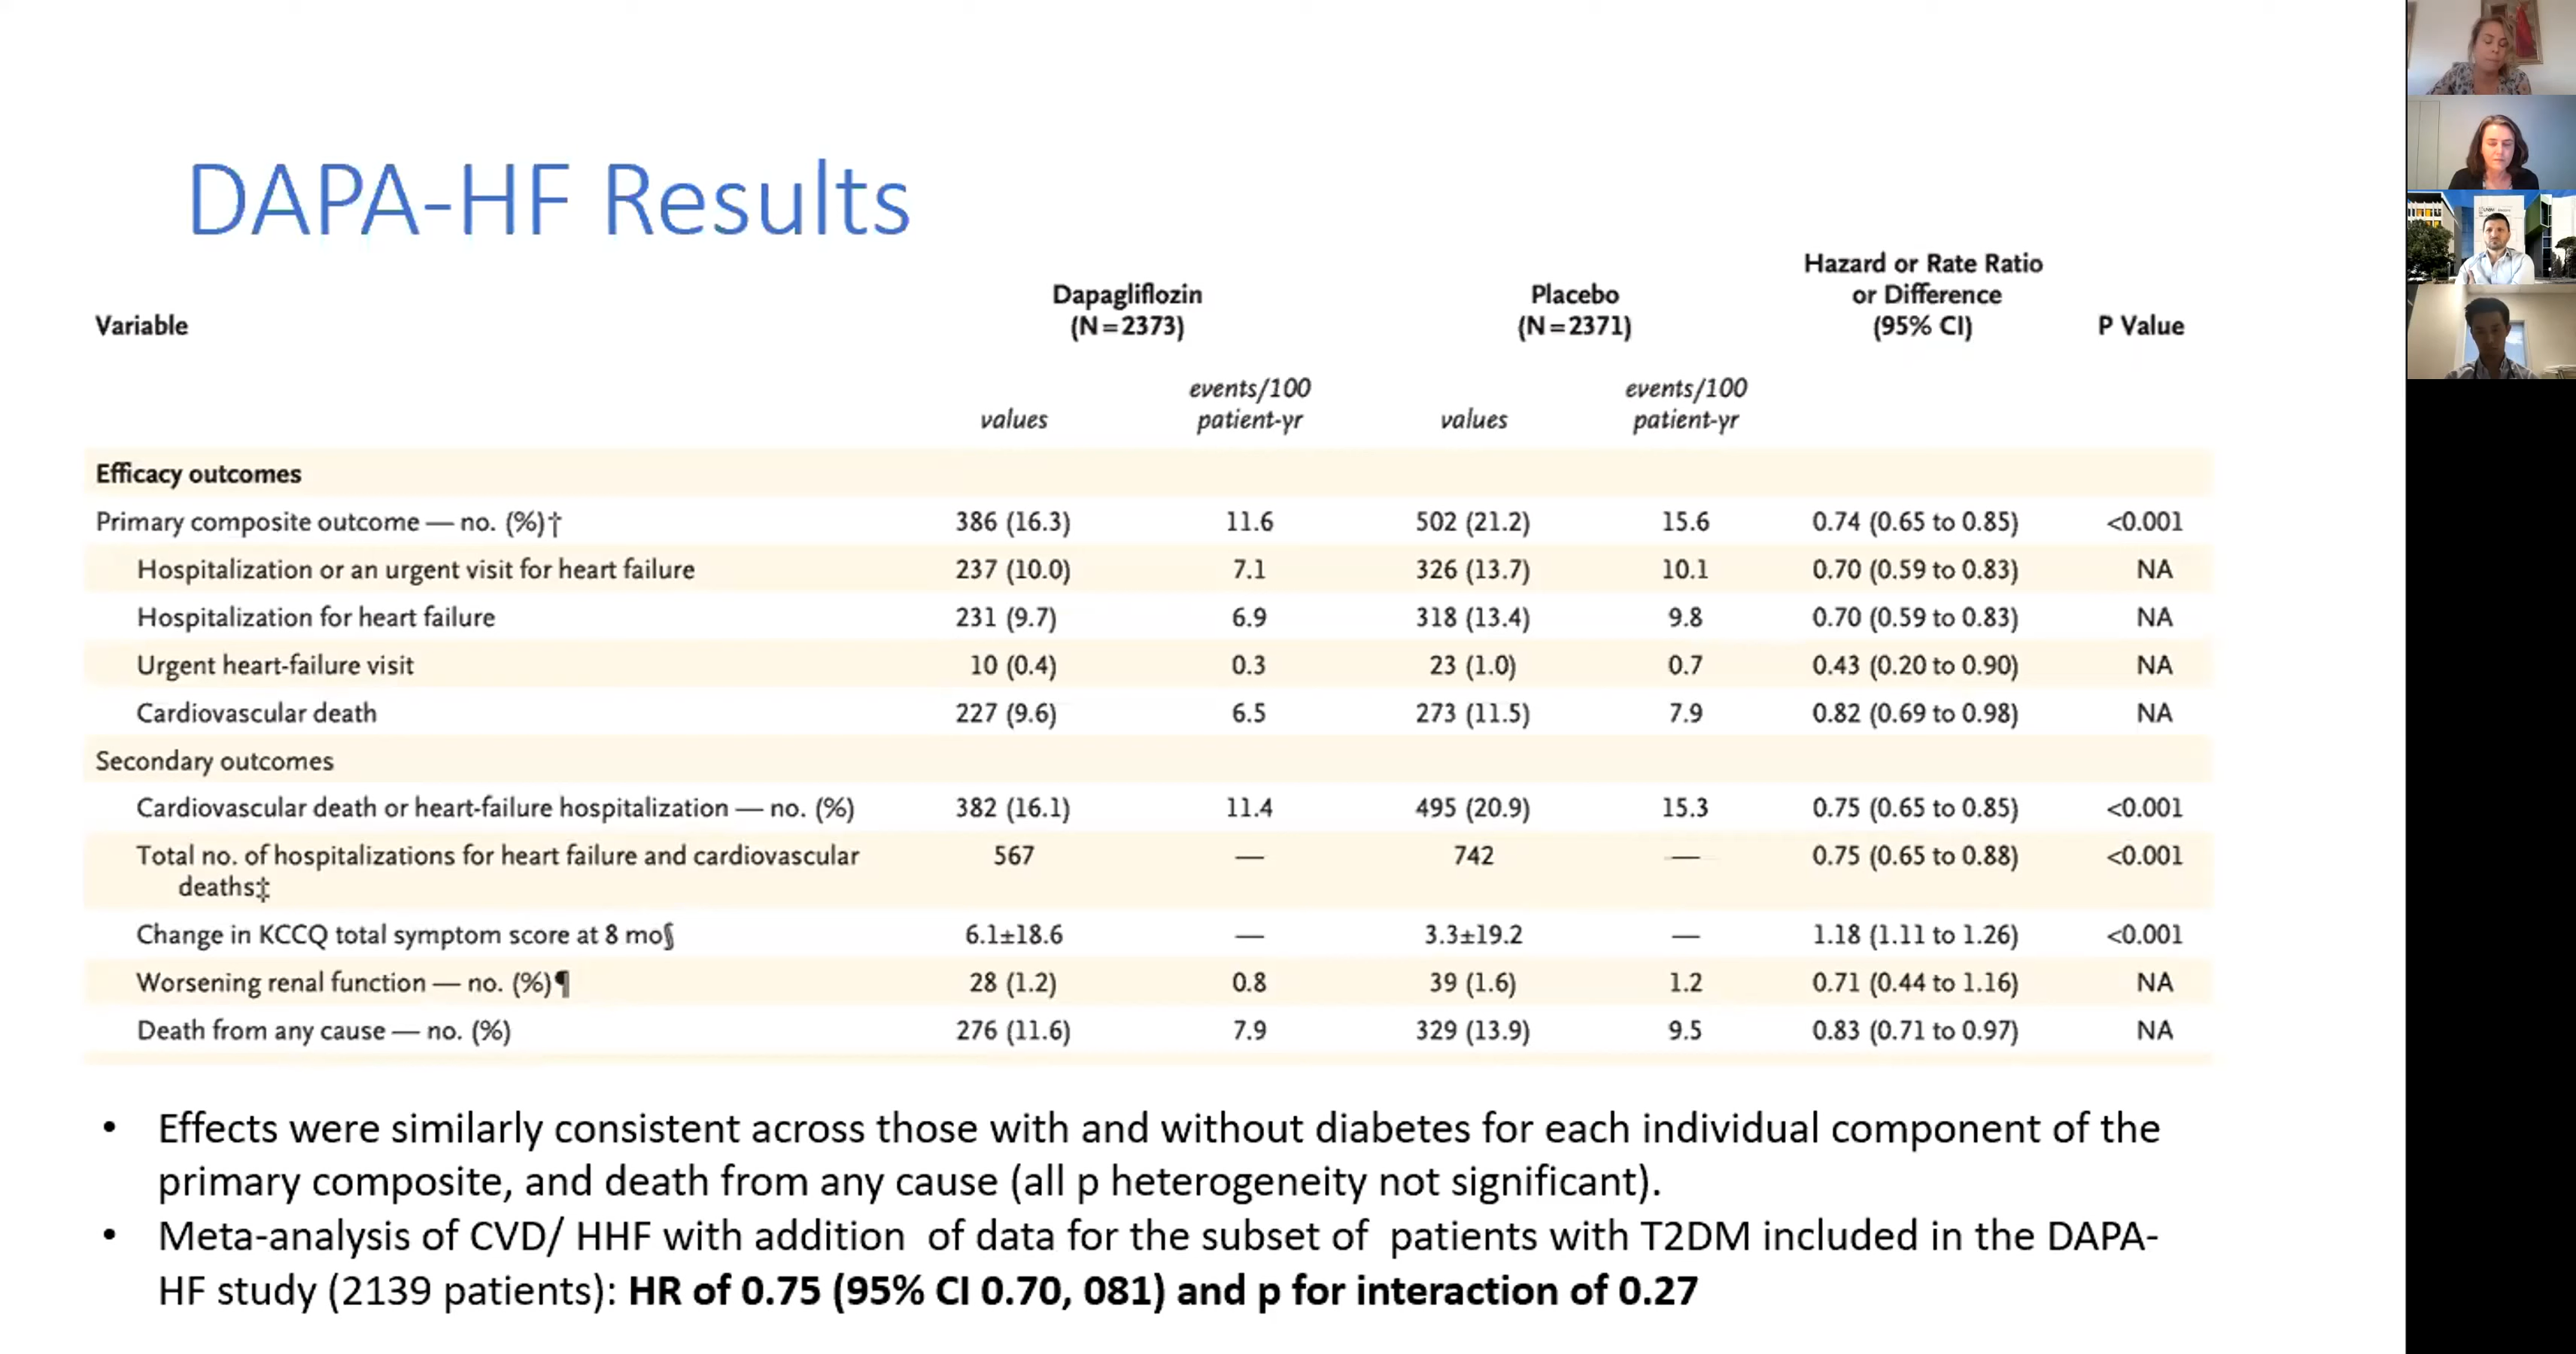 DAPA-HF Results
Variable
Dapagliflozin
(N=2373)
Placebo
(N=2371)
Hazard or Rate Ratio
or Difference
(95% CI)
P Value
values
events/100
patient-yr
values
events/100
patient-yr
Efficacy outcomes
Primary composite outcome — no. (%)† 386 (16.3) 11.6 502 (21.2) 15.6 0.74 (0.65 to 0.85) <0.001
Hospitalization or an urgent visit for heart failure 237 (10.0) 7.1 326 (13.7) 10.1 0.70 (0.59 to 0.83) NA
Hospitalization for heart failure 231 (9.7) 6.9 318 (13.4) 9.8 0.70 (0.59 to 0.83) NA
Urgent heart-failure visit 10 (0.4) 0.3 23 (1.0) 0.7 0.43 (0.20 to 0.90) NA
Cardiovascular death 227 (9.6) 6.5 273 (11.5) 7.9 0.82 (0.69 to 0.98) NA
Secondary outcomes
Cardiovascular death or heart-failure hospitalization — no. (%) 382 (16.1) 11.4 495 (20.9) 15.3 0.75 (0.65 to 0.85) <0.001
Total no. of hospitalizations for heart failure and cardiovascular 567 — 742 — 0.75 (0.65 to 0.88) <0.001
deaths‡
Change in KCCQ total symptom score at 8 mo§ 6.1±18.6 — 3.3±19.2 — 1.18 (1.11 to 1.26) <0.001
Worsening renal function — no. (%)¶ 28 (1.2) 0.8 39 (1.6) 1.2 0.71 (0.44 to 1.16) NA
Death from any cause — no. (%) 276 (11.6) 7.9 329 (13.9) 9.5 0.83 (0.71 to 0.97) NA
• Effects were similarly consistent across those with and without diabetes for each individual component of the
primary composite, and death from any cause (all p heterogeneity not significant).
• Meta-analysis of CVD/ HHF with addition of data for the subset of patients with T2DM included in the DAPA-
HF study (2139 patients): HR of 0.75 (95% CI 0.70, 081) and p for interaction of 0.27